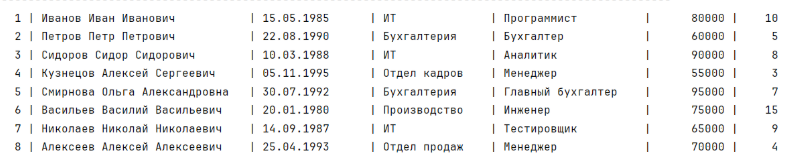 1 | Иванов Иван Иванович | 15.05.1985 | ИТ | Программист | 80000 | 10
2 | Петров Петр Петрович | 22.08.1990 | Бухгалтерия | Бухгалтер | 60000 | 5
3 | Сидоров Сидор Сидорович | 10.03.1988 | ИТ | Аналитик | 90000 | 8
4 | Кузнецов Алексей Сергеевич | 05.11.1995 | Отдел кадров | Менеджер | 55000 | 3
5 | Смирнова Ольга Александровна | 30.07.1992 | Бухгалтерия | Главный бухгалтер | 95000 | 7
6 | Васильев Василий Васильевич | 20.01.1980 | Производство | Инженер | 75000 | 15
7 | Николаев Николай Николаевич | 14.09.1987 | ИТ | Тестировщик | 65000 | 9
8 | Алексеев Алексей Алексеевич | 25.04.1993 | Отдел продаж | Менеджер | 70000 | 4